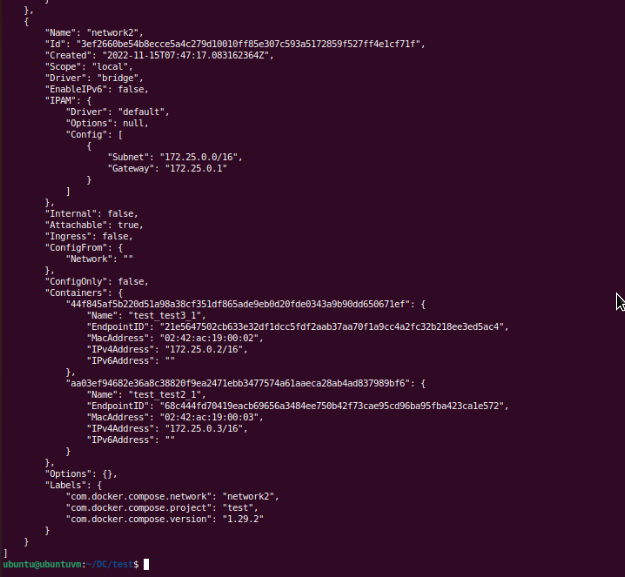 }
},
{
"Name": "network2",
"Id": "3ef2660be54b8ecce5a4c279d10010ff85e307c593a5172859f527ff4e1cf71f",
"Created": "2022-11-15T07:47:17.083162364Z",
"Scope": "local",
"Driver": "bridge",
"EnableIPv6": false,
"IPAM": {
"Driver": "default",
"Options": null,
"Config": [
{
"Subnet": "172.25.0.0/16",
"Gateway": "172.25.0.1"
}
]
},
"Internal": false,
"Attachable": true,
"Ingress": false,
"ConfigFrom": {
"Network": ""
},
"ConfigOnly": false,
"Containers": {
"44f845af5b220d51a98a38cf351df865ade9eb0d20fde0343a9b90dd650671ef": {
"Name": "test_test3_1",
"EndpointID": "21e5647502cb633e32df1dcc5fdf2aab37aa70f1a9cc4a2fc32b218ee3ed5ac4",
"MacAddress": "02:42:ac:19:00:02",
"IPv4Address": "172.25.0.2/16",
"IPv6Address": ""
},
"aa03ef94682e36a8c38820f9ea2471ebb3477574a61aaeca28ab4ad837989bf6": {
"Name": "test_test2_1",
"EndpointID": "68c444fd70419eacb69656a3484ee750b42f73cae95cd96ba95fba423ca1e572",
"MacAddress": "02:42:ac:19:00:03",
"IPv4Address": "172.25.0.3/16",
"IPv6Address": ""
}
},
"Options": {},
"Labels": {
"com.docker.compose.network": "network2",
"com.docker.compose.project": "test",
"com.docker.compose.version": "1.29.2"
}
}
]
ubuntu@ubuntuvm:~/DC/test$